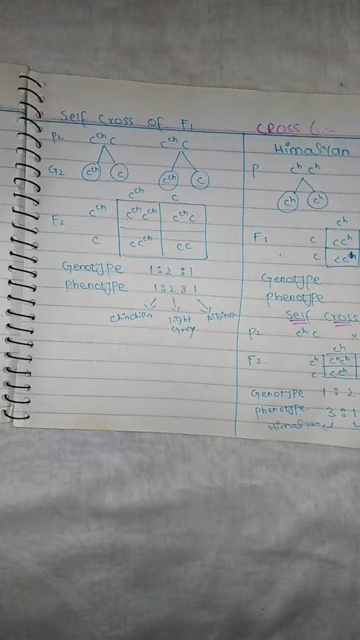 Self Cross of F1
P2 c^ch c c^ch c
G2 c^ch c c^ch c
c^ch c
F2 c^ch c^ch c^ch c^ch c
c c c^ch cc
Genotype 1:2:1
Phenotype 1:2:1
Chinchilla light Grey Albino
CROSS 6:-
Himalyan
P c^h c^h
c^h c^h
c^h
F1 c cc^h
c cc^h
Genotype
Phenotype
Self Cross
P2 c^h c x
c^h
F2. c^h c^h c^h
c cc^h
Genotype 1:2
Phenotype. 3:1
Himalyan